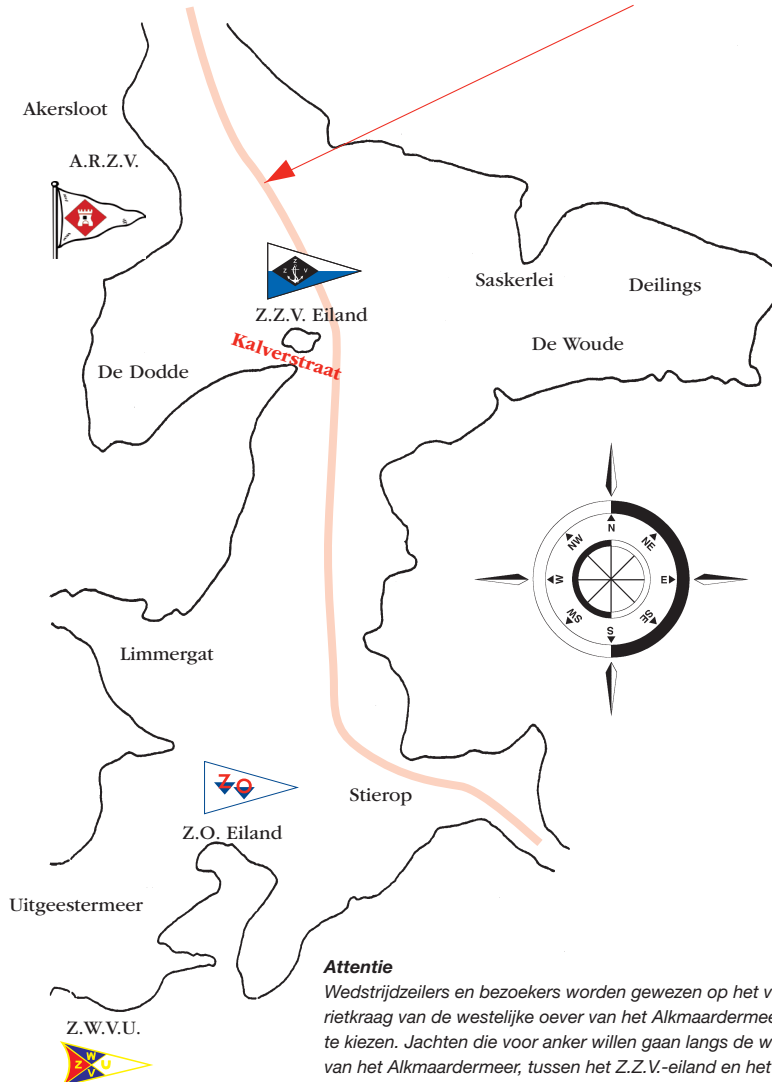 Akersloot
A.R.Z.V.
Z
Z V
Z.Z.V. Eiland
Kalverstraat
De Dodde
Saskerlei
Deilings
De Woude
N
NE
E
SE
S
SW
W
NW
Limmergat
Z O
Z.O. Eiland
Stierop
Uitgeestermeer
Z.W.V.U.
W
Z U
V
Attentie
Wedstrijdzeilers en bezoekers worden gewezen op het v
rietkraag van de westelijke oever van het Alkmaardermee
te kiezen. Jachten die voor anker willen gaan langs de w
van het Alkmaardermeer, tussen het Z.Z.V.-eiland en het